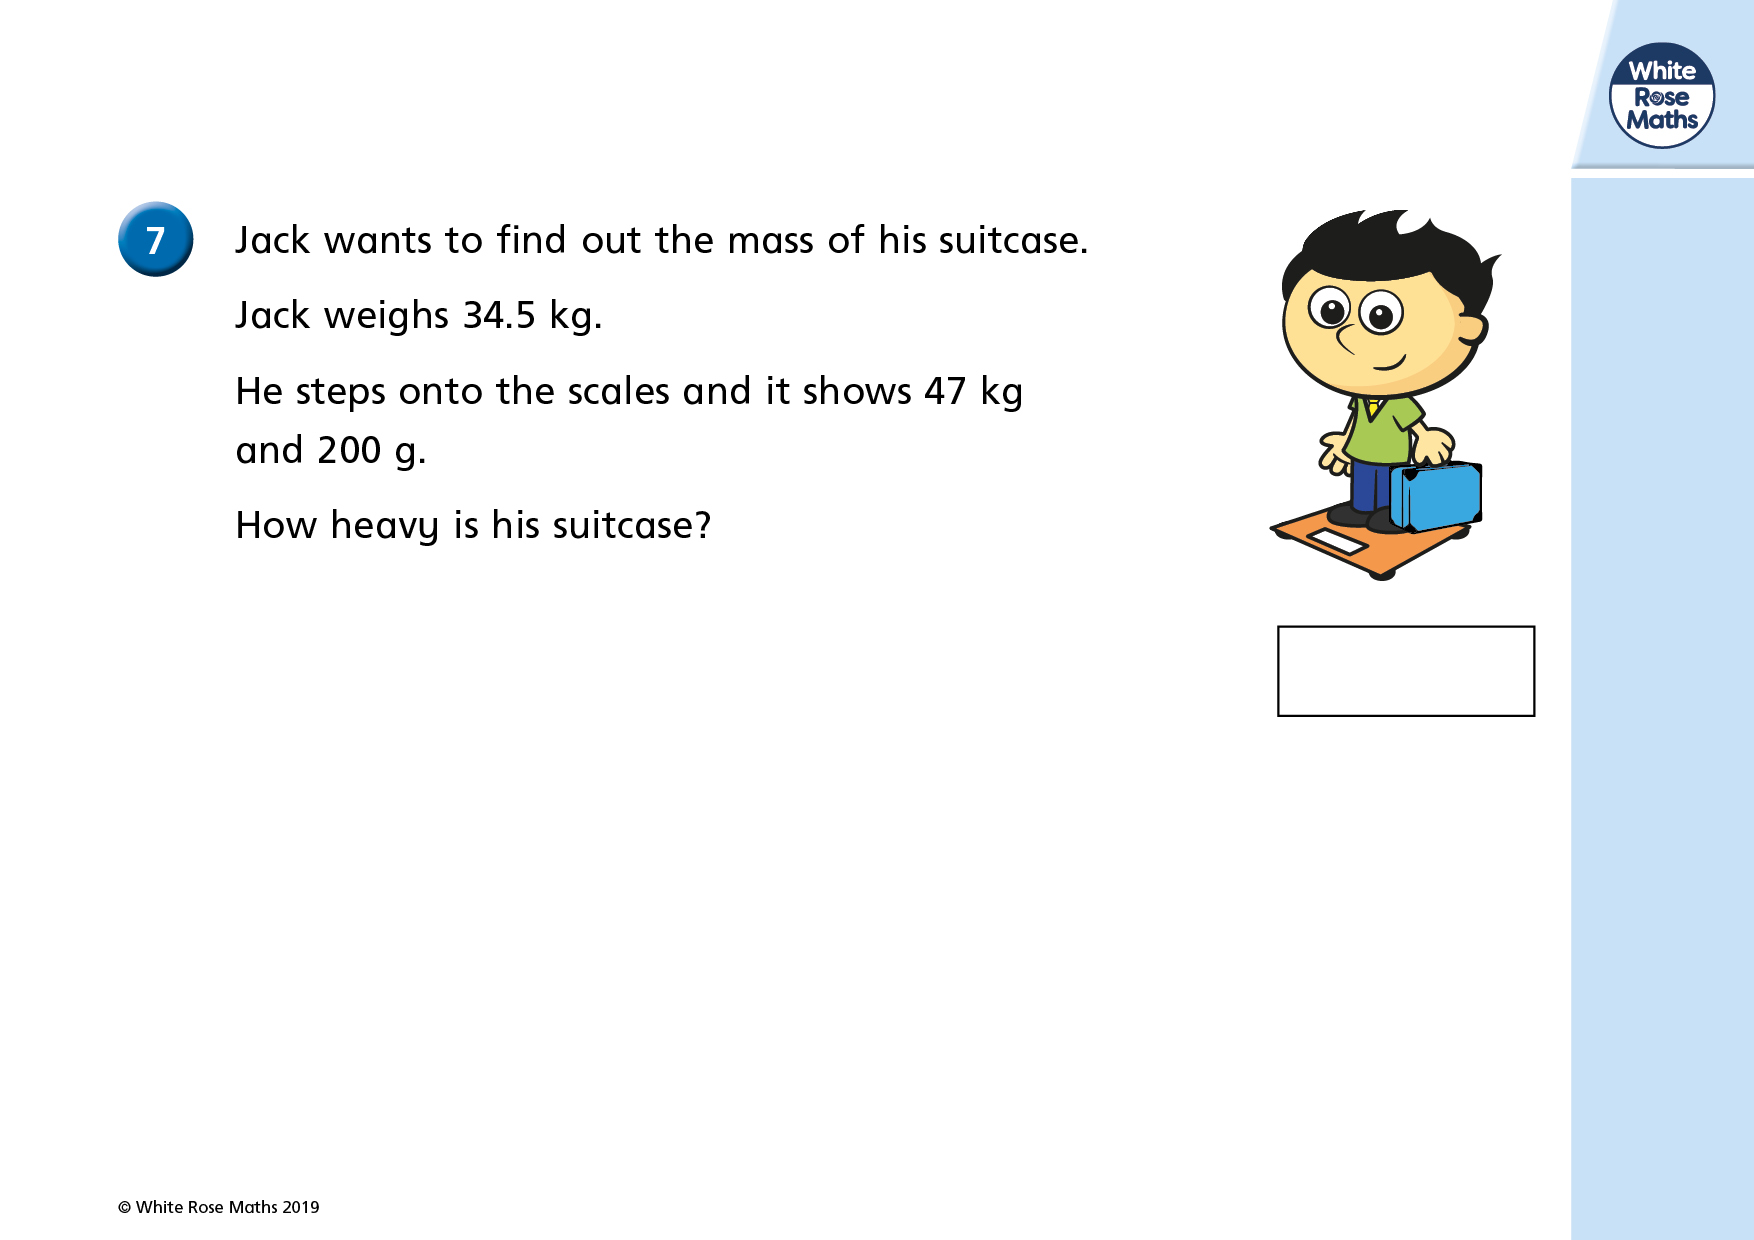 White
Rose
Maths
7 Jack wants to find out the mass of his suitcase.
Jack weighs 34.5 kg.
He steps onto the scales and it shows 47 kg
and 200 g.
How heavy is his suitcase?
© White Rose Maths 2019